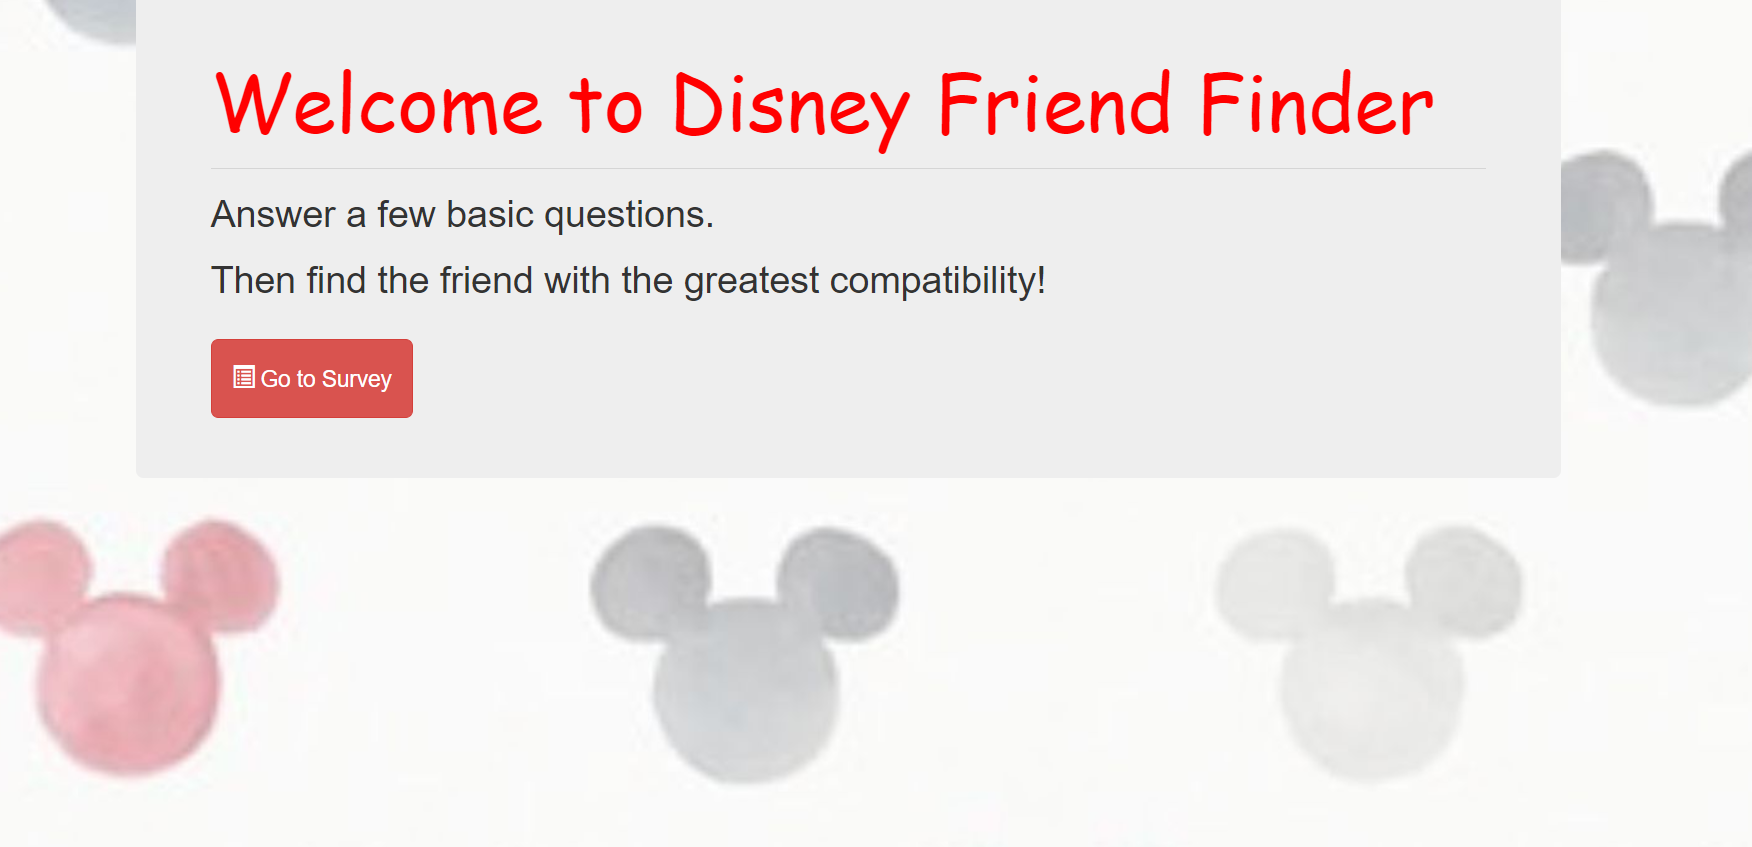 Welcome to Disney Friend Finder
Answer a few basic questions.
Then find the friend with the greatest compatibility!
Go to Survey